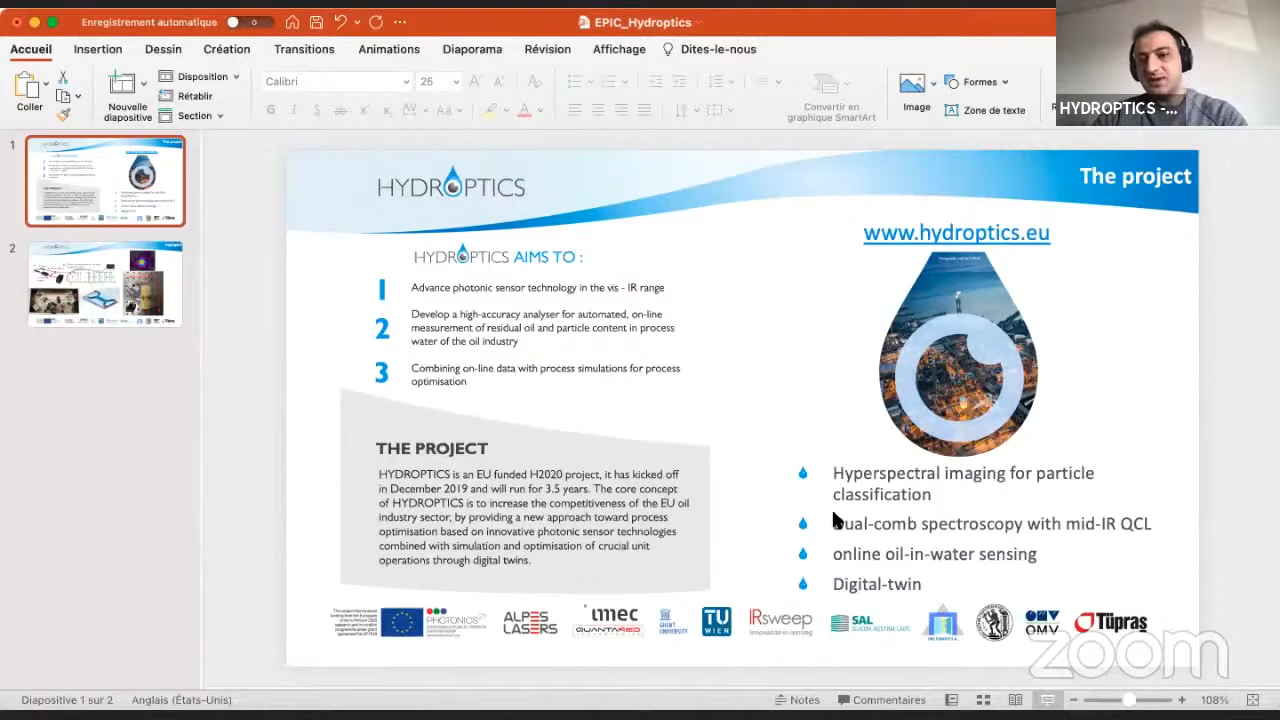 Enregistrement automatique
EPIC_Hydroptics
Accueil Insertion Dessin Création Transitions Animations Diaporama Révision Affichage Dites-le-nous
Coller
Nouvelle
diapositive
Disposition
Rétablir
Section
Calibri 25
G I S
Convertir en
graphique SmartArt
Image
Formes
Zone de texte
HYDROPTICS -...
1
2
HYDROPTICS
The project
www.hydroptics.eu
HYDROPTICS AIMS TO :
1 Advance photonic sensor technology in the vis - IR range
2 Develop a high-accuracy analyser for automated, on-line
measurement of residual oil and particle content in process
water of the oil industry
3 Combining on-line data with process simulations for process
optimisation
THE PROJECT
HYDROPTICS is an EU funded H2020 project, it has kicked off
in December 2019 and will run for 3.5 years. The core concept
of HYDROPTICS is to increase the competitiveness of the EU oil
industry sector, by providing a new approach toward process
optimisation based on innovative photonic sensor technologies
combined with simulation and optimisation of crucial unit
operations through digital twins.
Hyperspectral imaging for particle
classification
Dual-comb spectroscopy with mid-IR QCL
online oil-in-water sensing
Digital-twin
PHOTONICS
ALPES
LASERS
imec
QUANTARED
GHENT
UNIVERSITY
TU
WIEN
IRsweep
Innovation in sensing
SAL
SILICON AUSTRIA LABS
OMV
Tüpraş
zoom
Diapositive 1 sur 2 Anglais (États-Unis) Notes Commentaires 108%